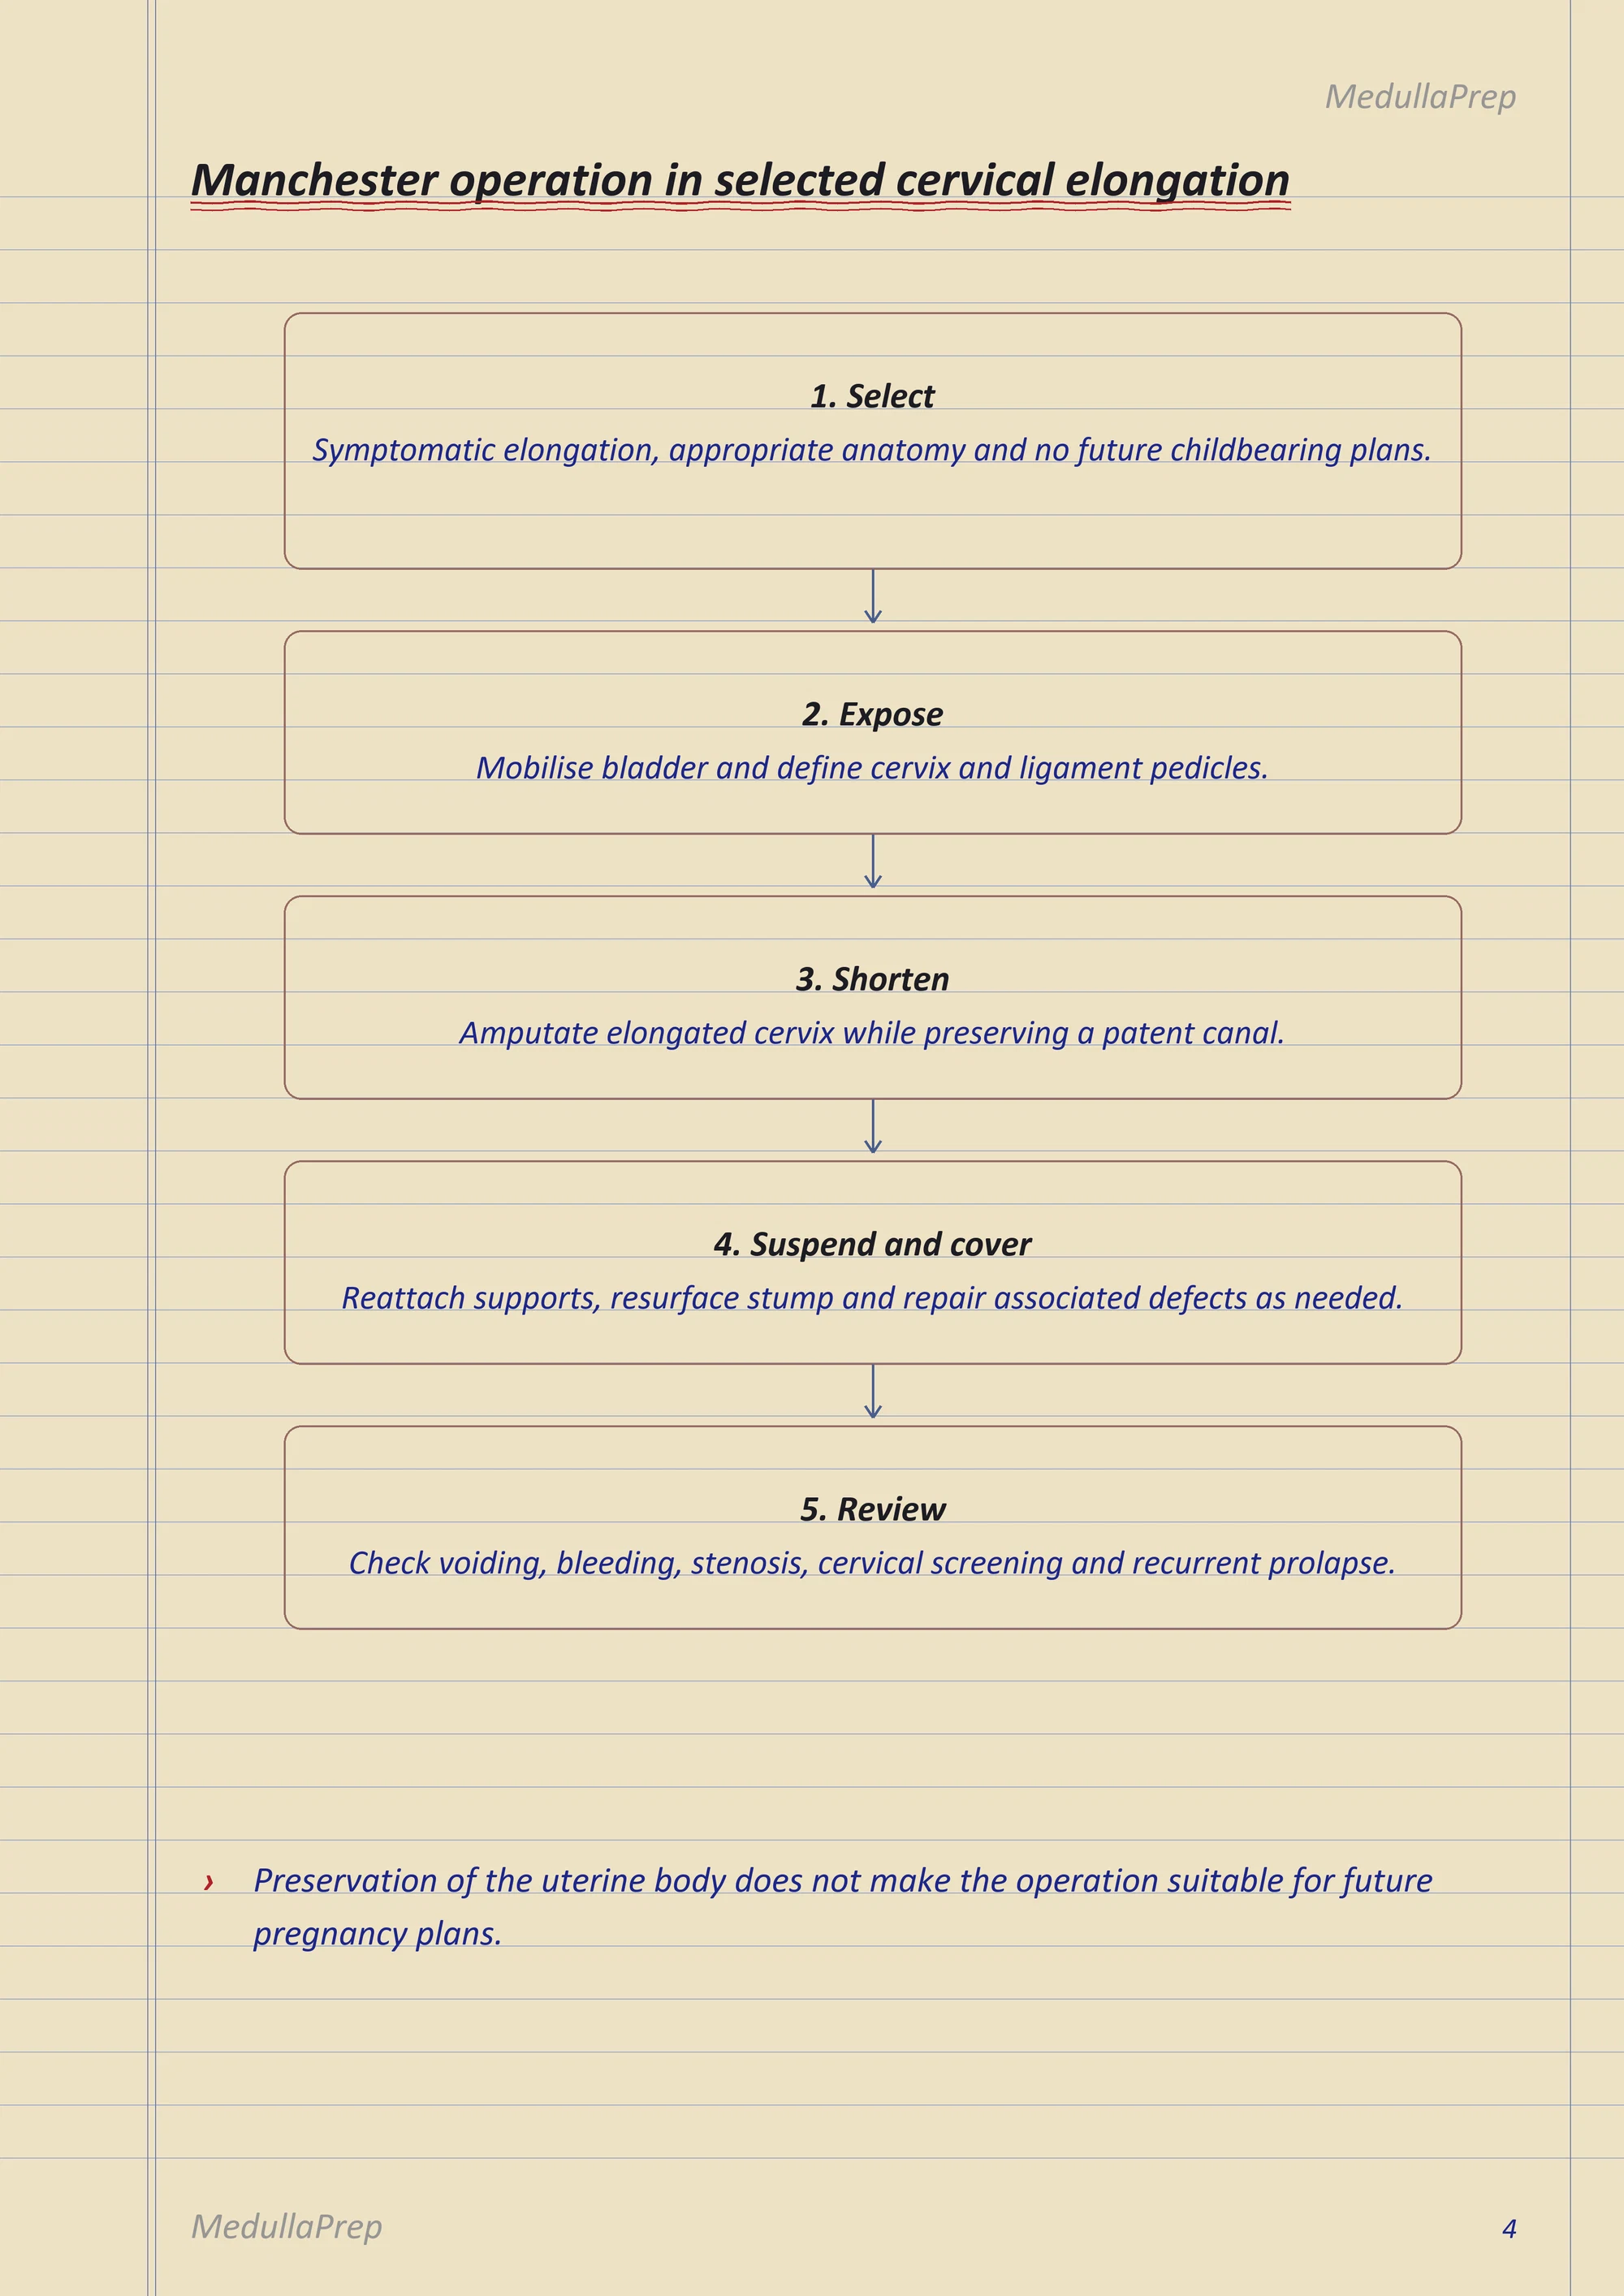 MedullaPrep
Manchester operation in selected cervical elongation
1. Select
Symptomatic elongation, appropriate anatomy and no future childbearing plans.
2. Expose
Mobilise bladder and define cervix and ligament pedicles.
3. Shorten
Amputate elongated cervix while preserving a patent canal.
4. Suspend and cover
Reattach supports, resurface stump and repair associated defects as needed.
5. Review
Check voiding, bleeding, stenosis, cervical screening and recurrent prolapse.
› Preservation of the uterine body does not make the operation suitable for future
pregnancy plans.
MedullaPrep
4